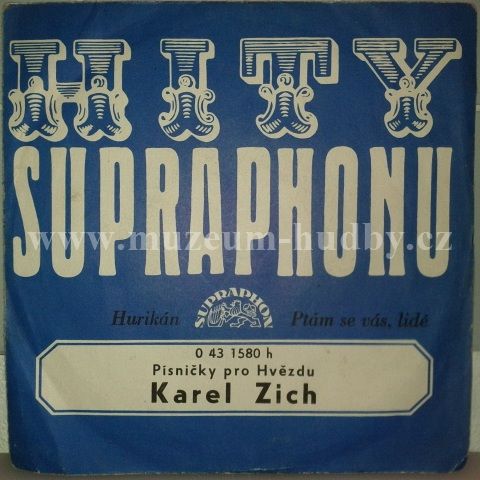 HITY
SUPRAPHONU
www.muzeum-hudby.cz
Hurikán SUPRAPHON Ptám se vás, lidé
0 43 1580 h
Písničky pro Hvězdu
Karel Zich